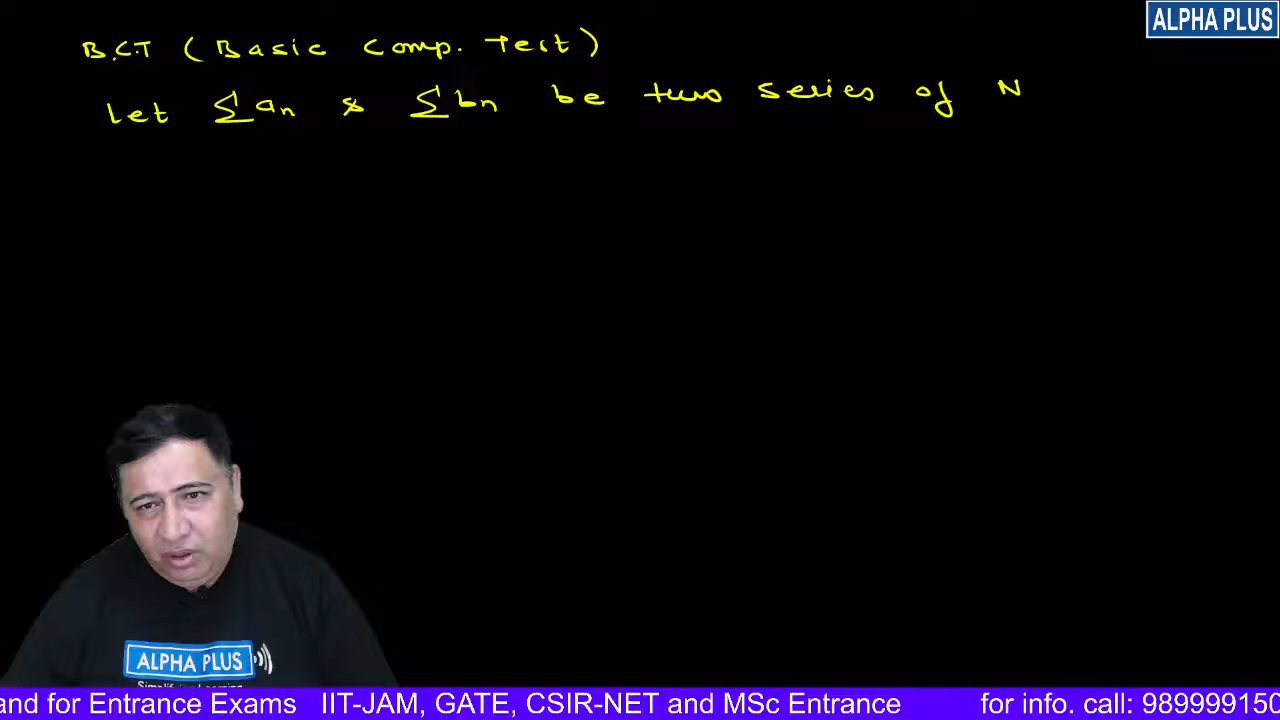 ALPHA PLUS
B.C.T (Basic Comp. Test)
Let Σan & Σbn be two series of N
ALPHA PLUS
and for Entrance Exams IIT-JAM, GATE, CSIR-NET and MSc Entrance for info. call: 989999150